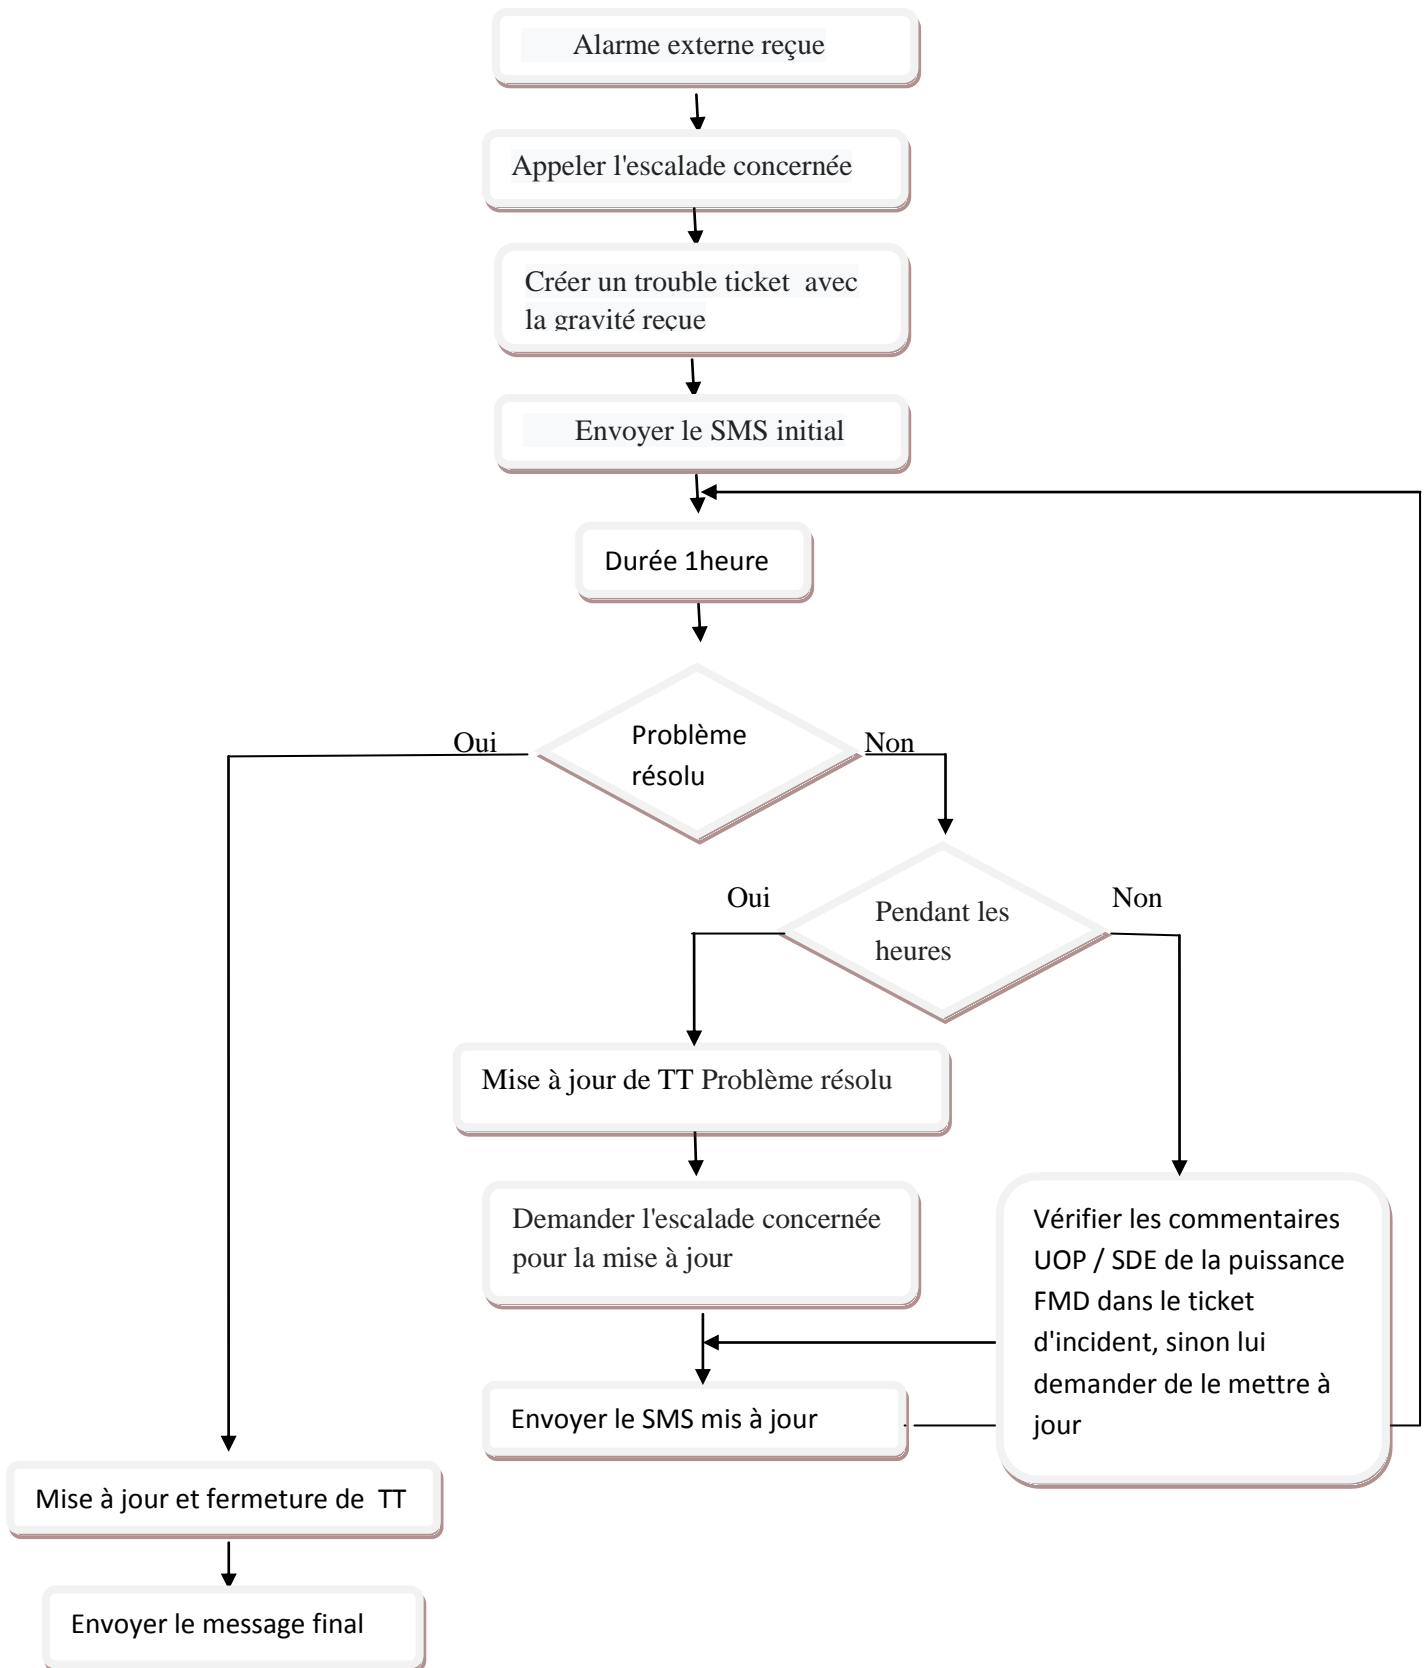 Alarme externe reçue
Appeler l'escalade concernée
Créer un trouble ticket avec
la gravité reçue
Envoyer le SMS initial
Durée 1heure
Oui
Problème
résolu
Non
Oui
Pendant les
heures
Non
Mise à jour de TT Problème résolu
Demander l'escalade concernée
pour la mise à jour
Vérifier les commentaires
UOP / SDE de la puissance
FMD dans le ticket
d'incident, sinon lui
demander de le mettre à
jour
Envoyer le SMS mis à jour
Mise à jour et fermeture de TT
Envoyer le message final